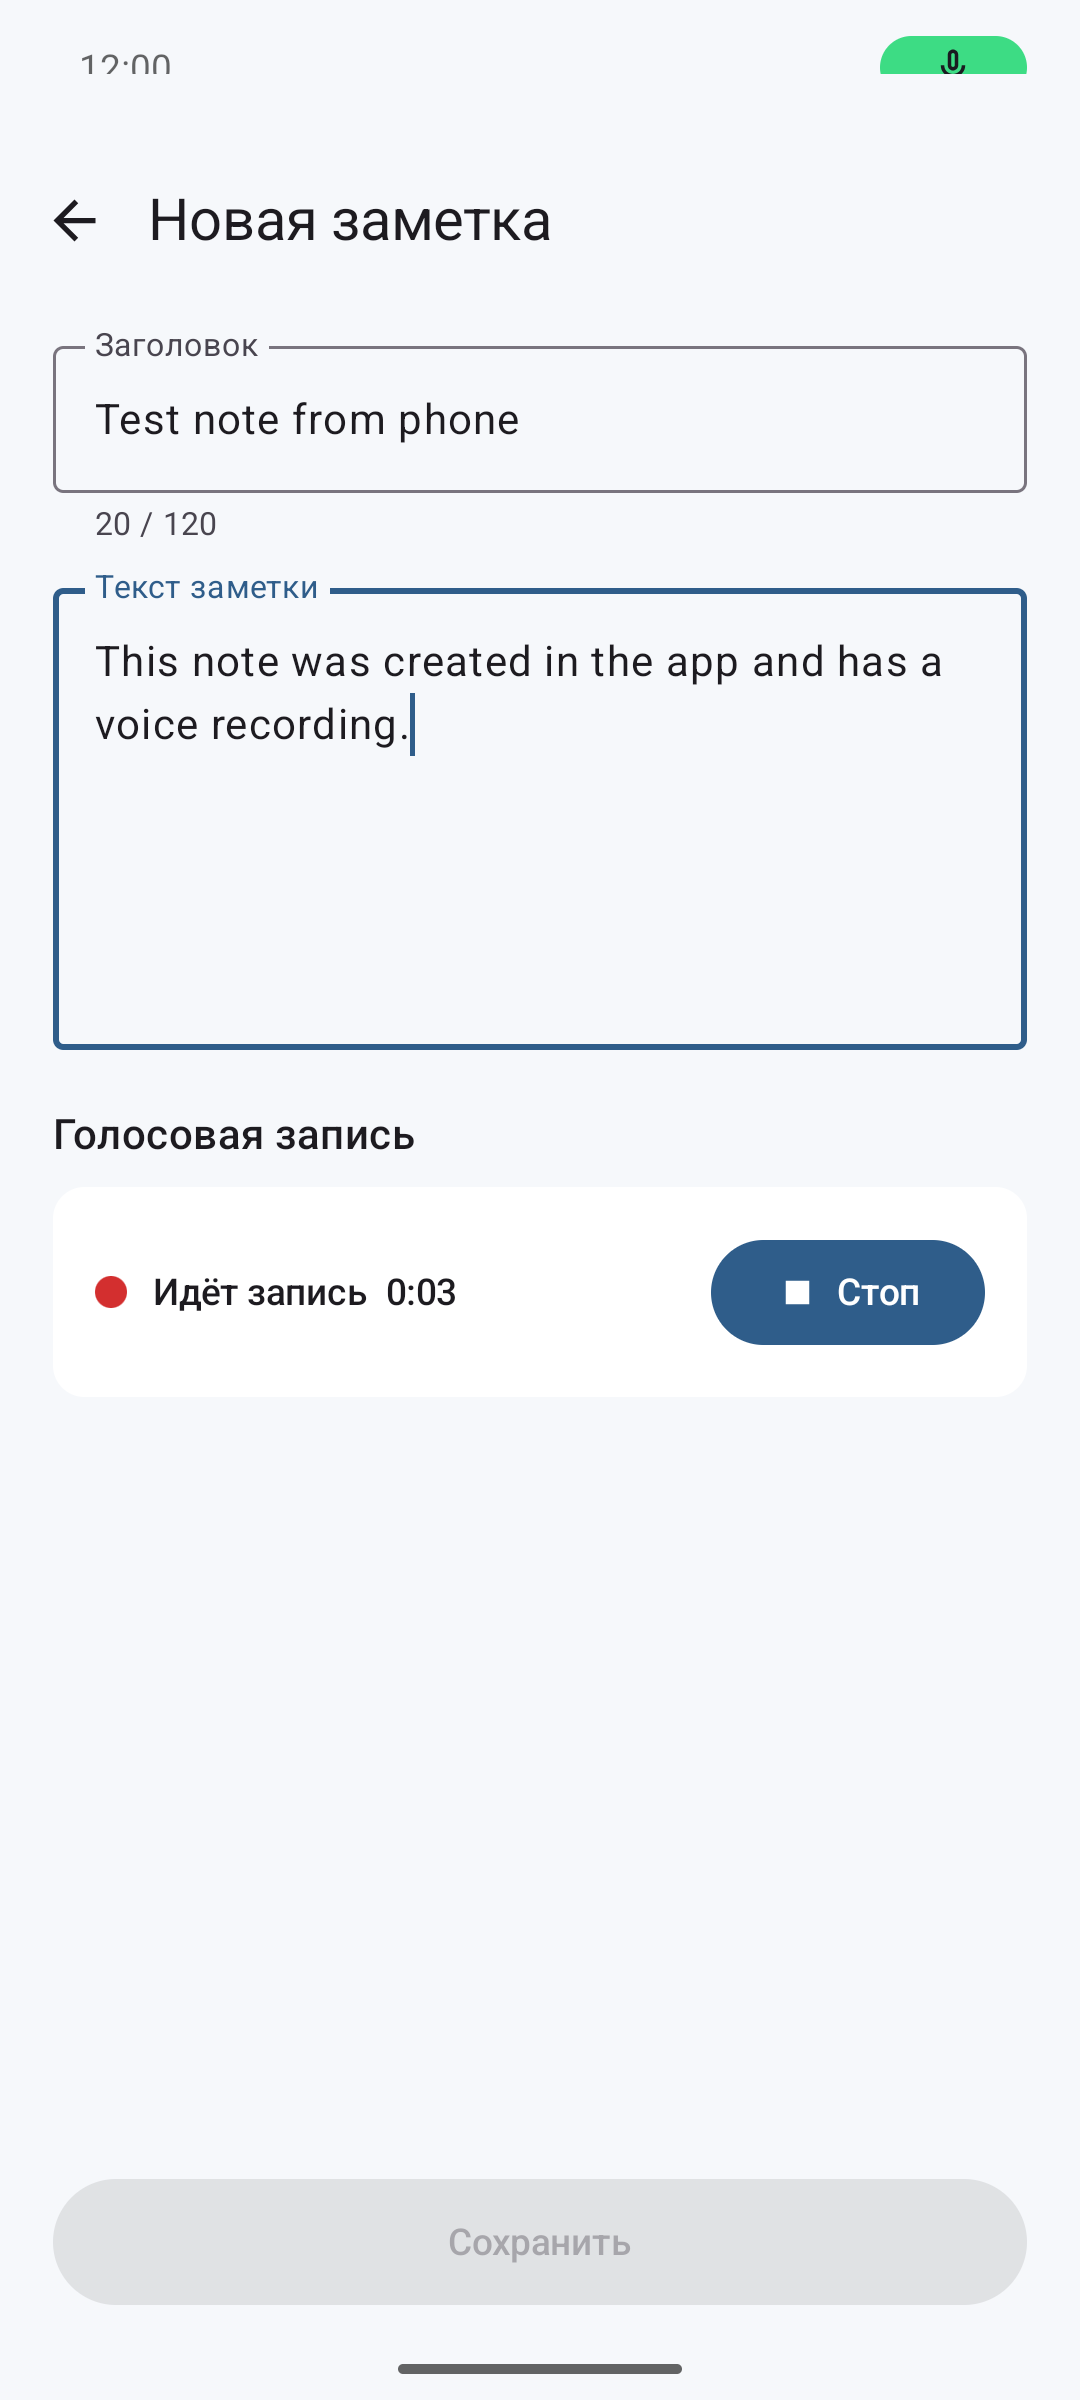 12:00
Новая заметка
Заголовок
Test note from phone
20 / 120
Текст заметки
This note was created in the app and has a
voice recording.
Голосовая запись
Идёт запись 0:03
Стоп
Сохранить